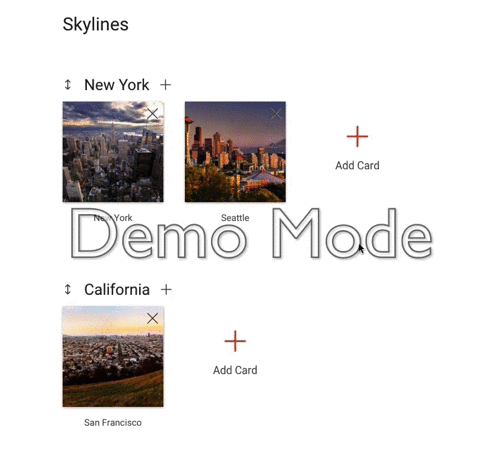 Skylines
New York
Add Card
New York
Seattle
Demo Mode
California
Add Card
San Francisco